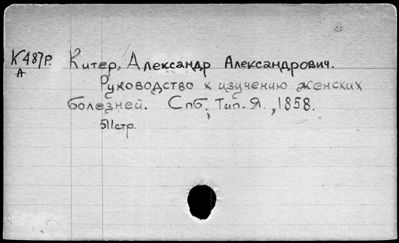 К487Р. Китер, Александр Александрович.
А Руководство к изучению женских
болезней. Спб, Тип. Я., 1858.
511стр.